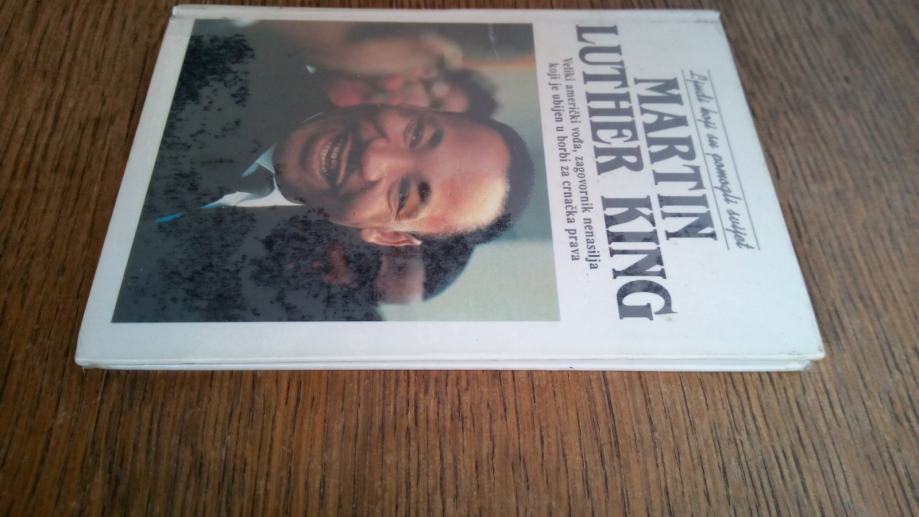 Ljudi koji su pomogli svijet
MARTIN
LUTHER KING
Veliki američki vođa, zagovornik nenasilja
koji je ubijen u borbi za crnačka prava